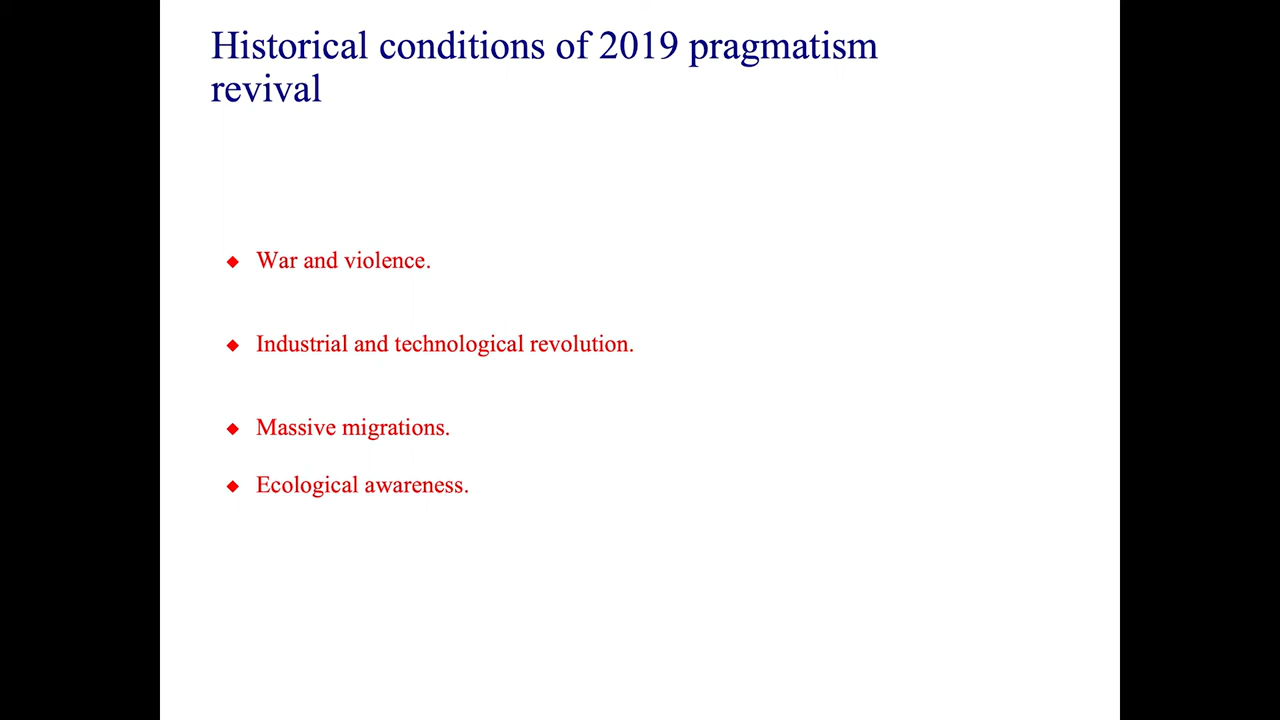 Historical conditions of 2019 pragmatism
revival
◆ War and violence.
◆ Industrial and technological revolution.
◆ Massive migrations.
◆ Ecological awareness.